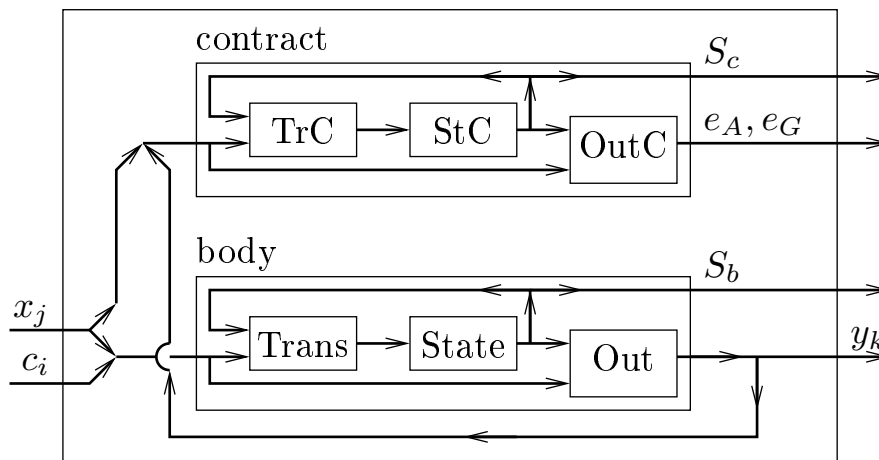 contract
S_c
TrC
StC
OutC
e_A, e_G
body
S_b
x_j
Trans
State
Out
y_k
c_i